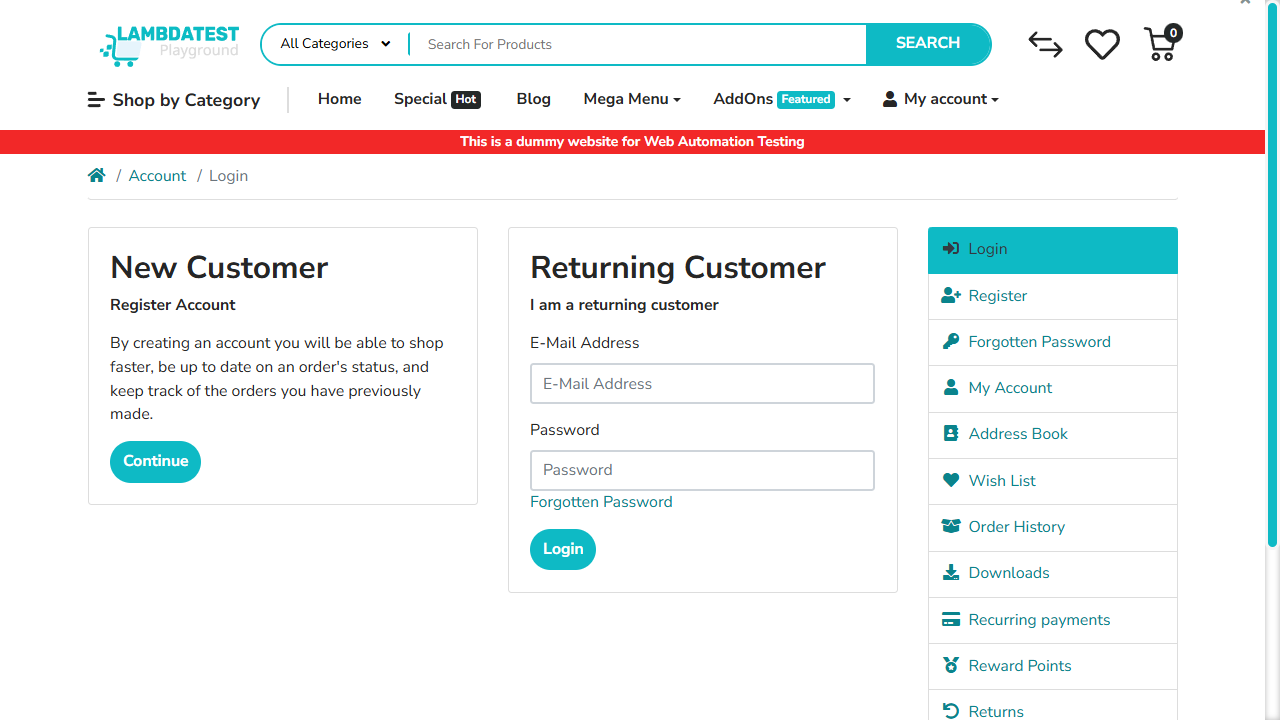 LAMBDATEST
Playground
All Categories
Search For Products
SEARCH
0
Shop by Category
Home
Special Hot
Blog
Mega Menu
AddOns Featured
My account
This is a dummy website for Web Automation Testing
/ Account / Login
New Customer
Register Account
By creating an account you will be able to shop
faster, be up to date on an order's status, and
keep track of the orders you have previously
made.
Continue
Returning Customer
I am a returning customer
E-Mail Address
E-Mail Address
Password
Password
Forgotten Password
Login
Login
Register
Forgotten Password
My Account
Address Book
Wish List
Order History
Downloads
Recurring payments
Reward Points
Returns